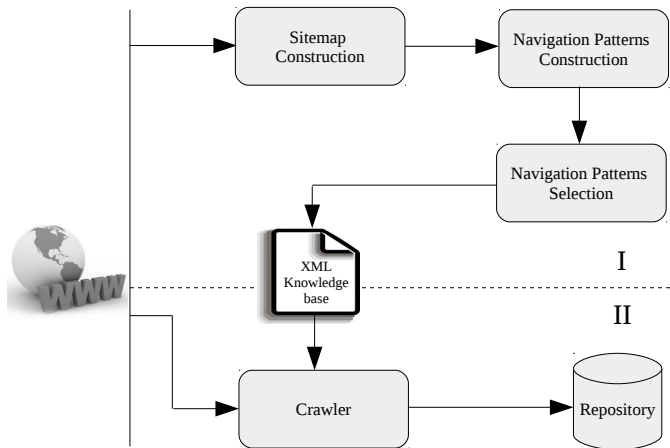 Sitemap
Construction
Navigation Patterns
Construction
Navigation Patterns
Selection
WWW
XML
Knowledge
base
I
II
Crawler
Repository